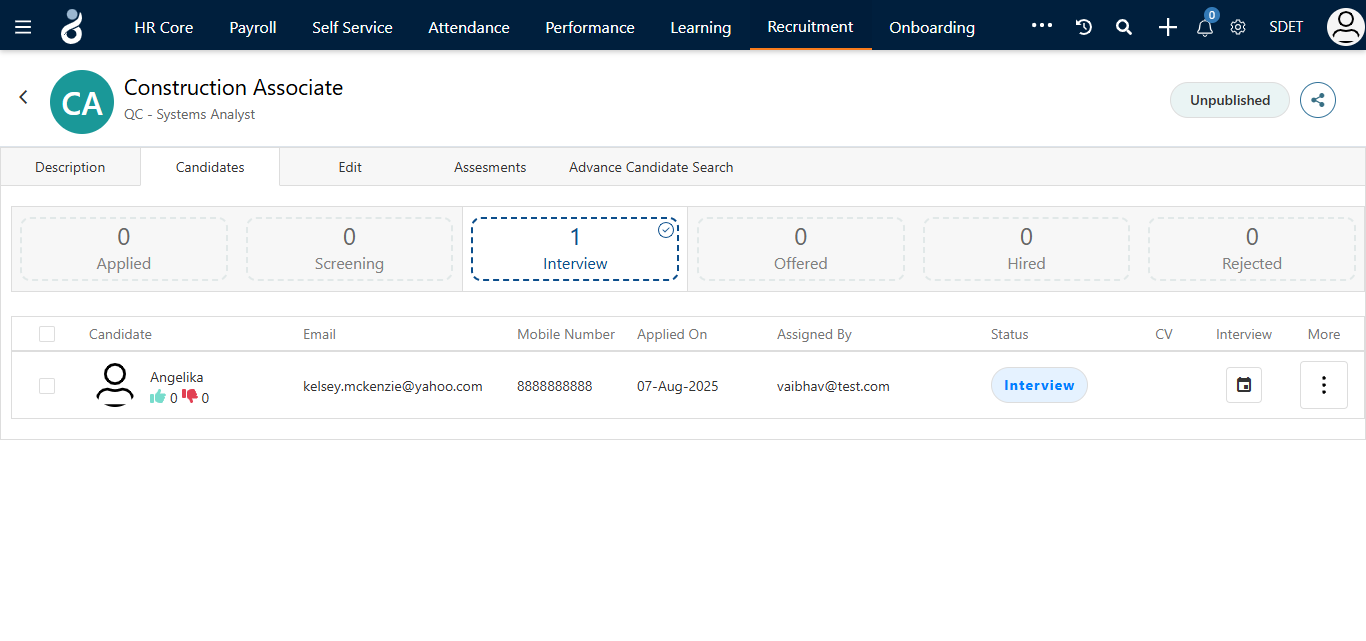 HR Core Payroll Self Service Attendance Performance Learning Recruitment Onboarding 0 SDET
CA Construction Associate
QC - Systems Analyst
Unpublished
Description Candidates Edit Assesments Advance Candidate Search
0 0 1 0 0 0
Applied Screening Interview Offered Hired Rejected
Candidate Email Mobile Number Applied On Assigned By Status CV Interview More
Angelika
0 0
kelsey.mckenzie@yahoo.com 8888888888 07-Aug-2025 vaibhav@test.com Interview